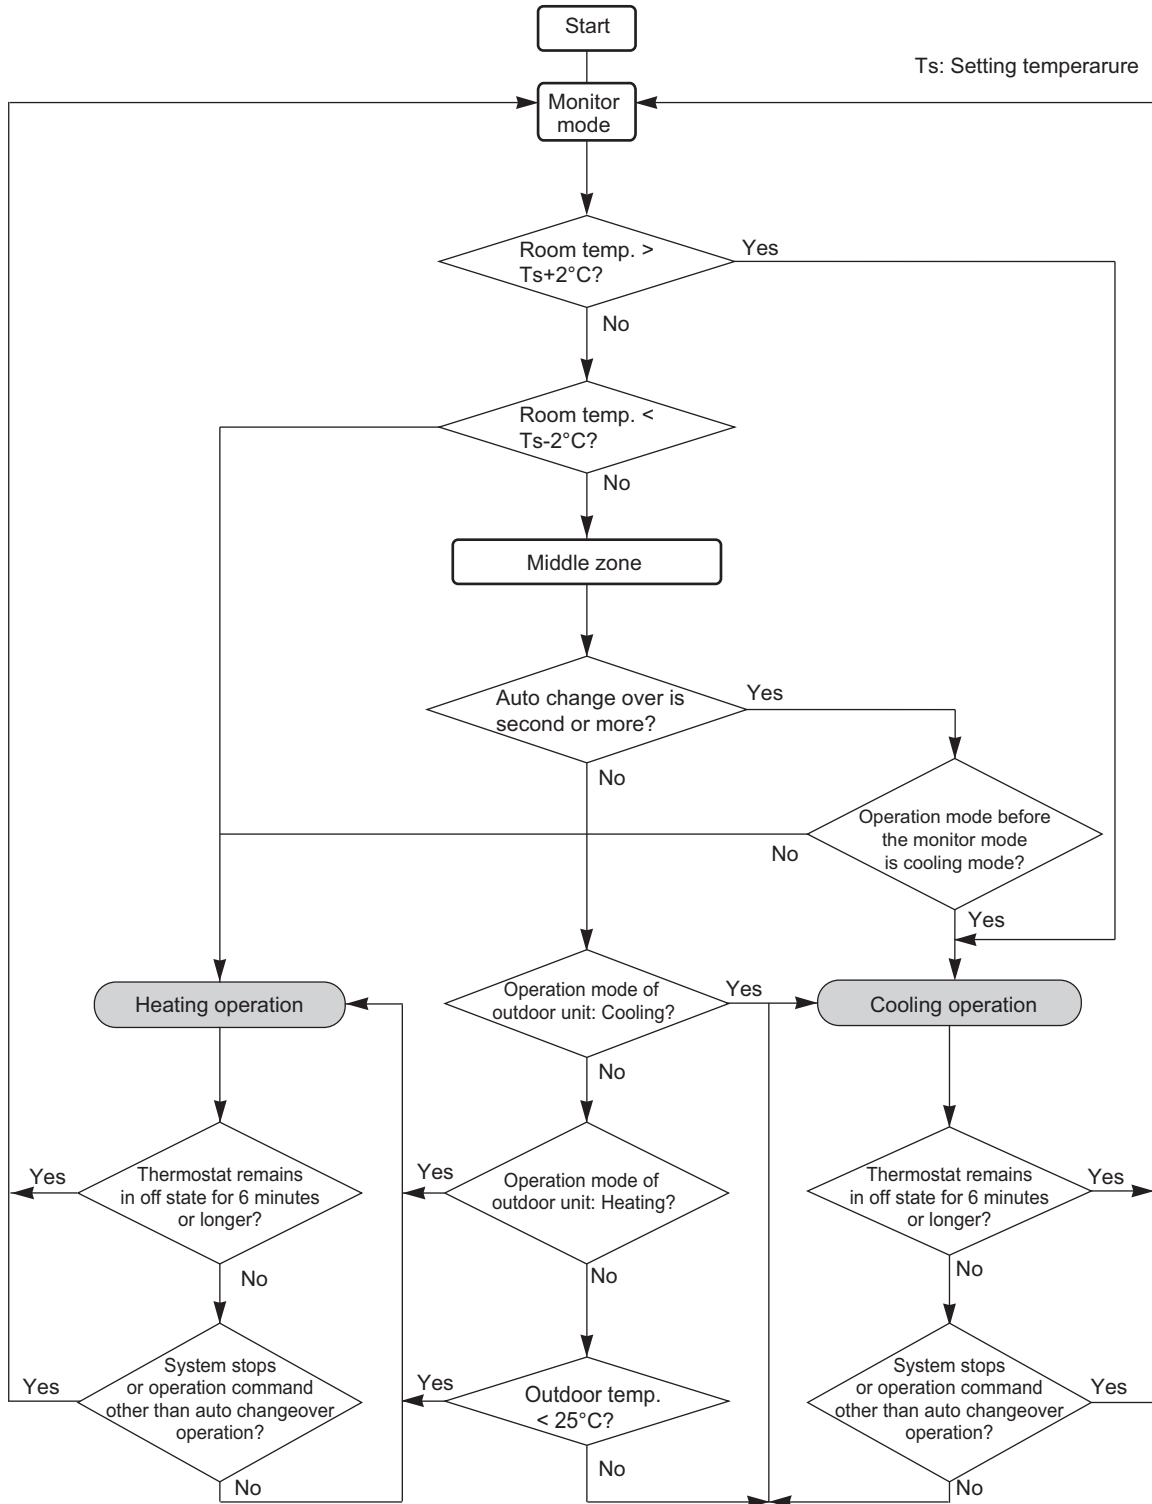 Start
Ts: Setting temperarure
Monitor
mode
Room temp. >
Ts+2°C?
Yes
No
Room temp. <
Ts-2°C?
No
Middle zone
Auto change over is
second or more?
Yes
No
Operation mode before
the monitor mode
is cooling mode?
No
Yes
Heating operation
Operation mode of
outdoor unit: Cooling?
Yes
Cooling operation
No
Yes
Thermostat remains
in off state for 6 minutes
or longer?
Yes
Operation mode of
outdoor unit: Heating?
Thermostat remains
in off state for 6 minutes
or longer?
Yes
No
No
No
Yes
System stops
or operation command
other than auto changeover
operation?
Yes
Outdoor temp.
< 25°C?
System stops
or operation command
other than auto changeover
operation?
Yes
No
No
No